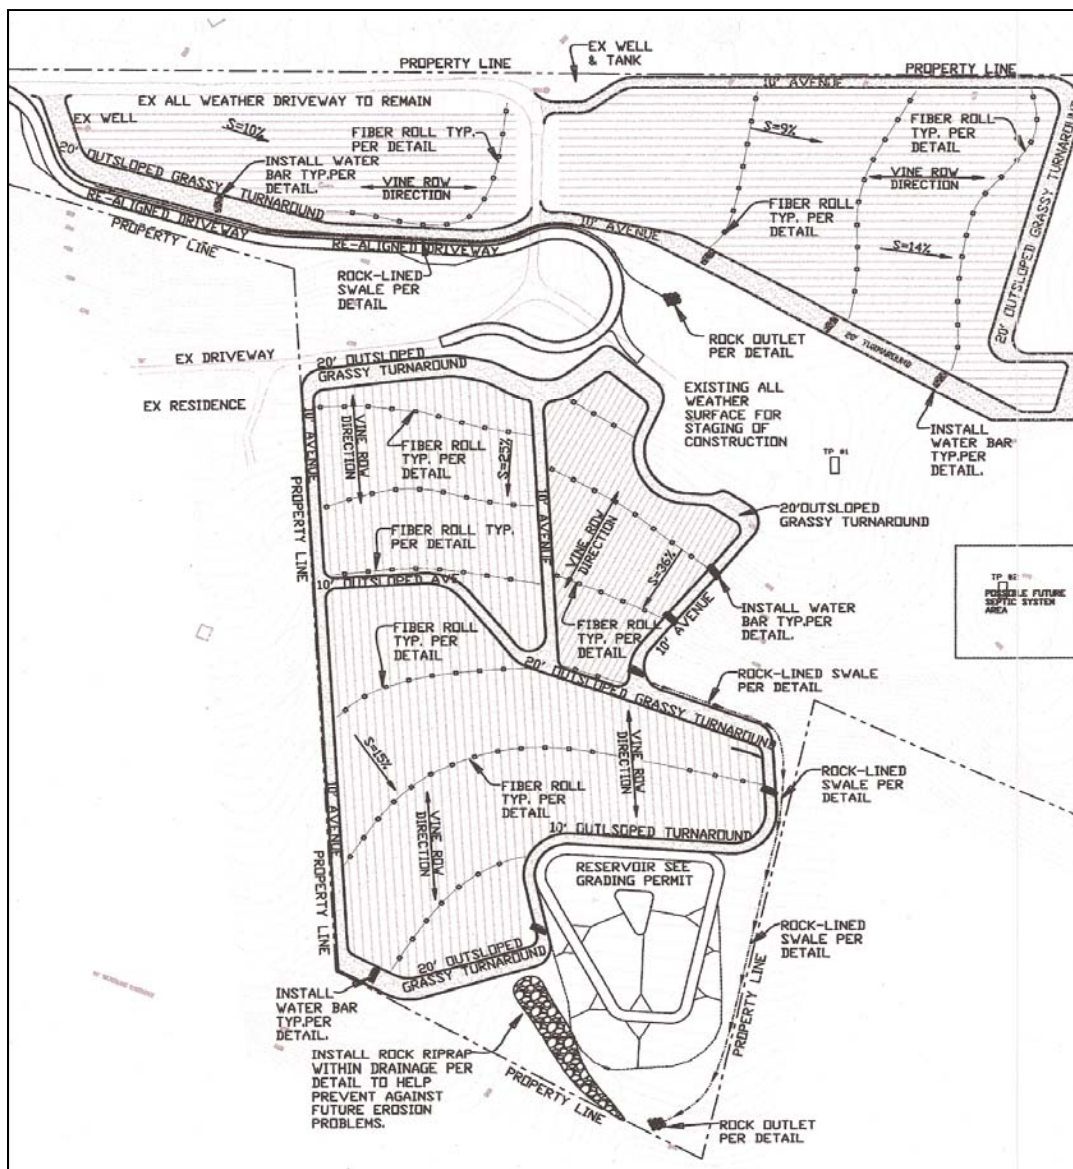 EX WELL
& TANK
PROPERTY LINE
PROPERTY LINE
10' AVENUE
EX ALL WEATHER DRIVEWAY TO REMAIN
EX WELL
S=10%
FIBER ROLL TYP.
PER DETAIL
S=9%
FIBER ROLL
TYP. PER
DETAIL
20' OUTSLOPED GRASSY TURNAROUND
INSTALL WATER
BAR TYP.PER
DETAIL.
VINE ROW
DIRECTION
VINE ROW
DIRECTION
FIBER ROLL
TYP. PER
DETAIL
20' OUTSLOPED GRASSY TURNAROUND
RE-ALIGNED DRIVEWAY
PROPERTY LINE
RE-ALIGNED DRIVEWAY
10' AVENUE
S=14%
ROCK-LINED
SWALE PER
DETAIL
ROCK OUTLET
PER DETAIL
20' TURNAROUND
EX DRIVEWAY
20' OUTSLOPED
GRASSY TURNAROUND
EX RESIDENCE
EXISTING ALL
WEATHER
SURFACE FOR
STAGING OF
CONSTRUCTION
INSTALL
WATER BAR
TYP.PER
DETAIL.
10' AVENUE
VINE ROW
DIRECTION
FIBER ROLL
TYP. PER
DETAIL
S=25%
TP #1
PROPERTY LINE
10' AVENUE
VINE ROW
DIRECTION
20'OUTSLOPED
GRASSY TURNAROUND
FIBER ROLL TYP.
PER DETAIL
S=36%
10' OUTSLOPED AVE
TP #2
POSSIBLE FUTURE
SEPTIC SYSTEM
AREA
INSTALL WATER
BAR TYP.PER
DETAIL.
FIBER ROLL
TYP. PER
DETAIL
FIBER ROLL
TYP. PER
DETAIL
10' AVENUE
20' OUTSLOPED GRASSY TURNAROUND
ROCK-LINED SWALE
PER DETAIL
S=15%
VINE ROW
DIRECTION
ROCK-LINED
SWALE PER
DETAIL
FIBER ROLL
TYP. PER
DETAIL
10' AVENUE
VINE ROW
DIRECTION
10' OUTLSOPED TURNAROUND
RESERVOIR SEE
GRADING PERMIT
PROPERTY LINE
ROCK-LINED
SWALE PER
DETAIL
20' OUTSLOPED
GRASSY TURNAROUND
PROPERTY LINE
INSTALL
WATER BAR
TYP.PER
DETAIL.
INSTALL ROCK RIPRAP
WITHIN DRAINAGE PER
DETAIL TO HELP
PREVENT AGAINST
FUTURE EROSION
PROBLEMS.
PROPERTY LINE
ROCK OUTLET
PER DETAIL